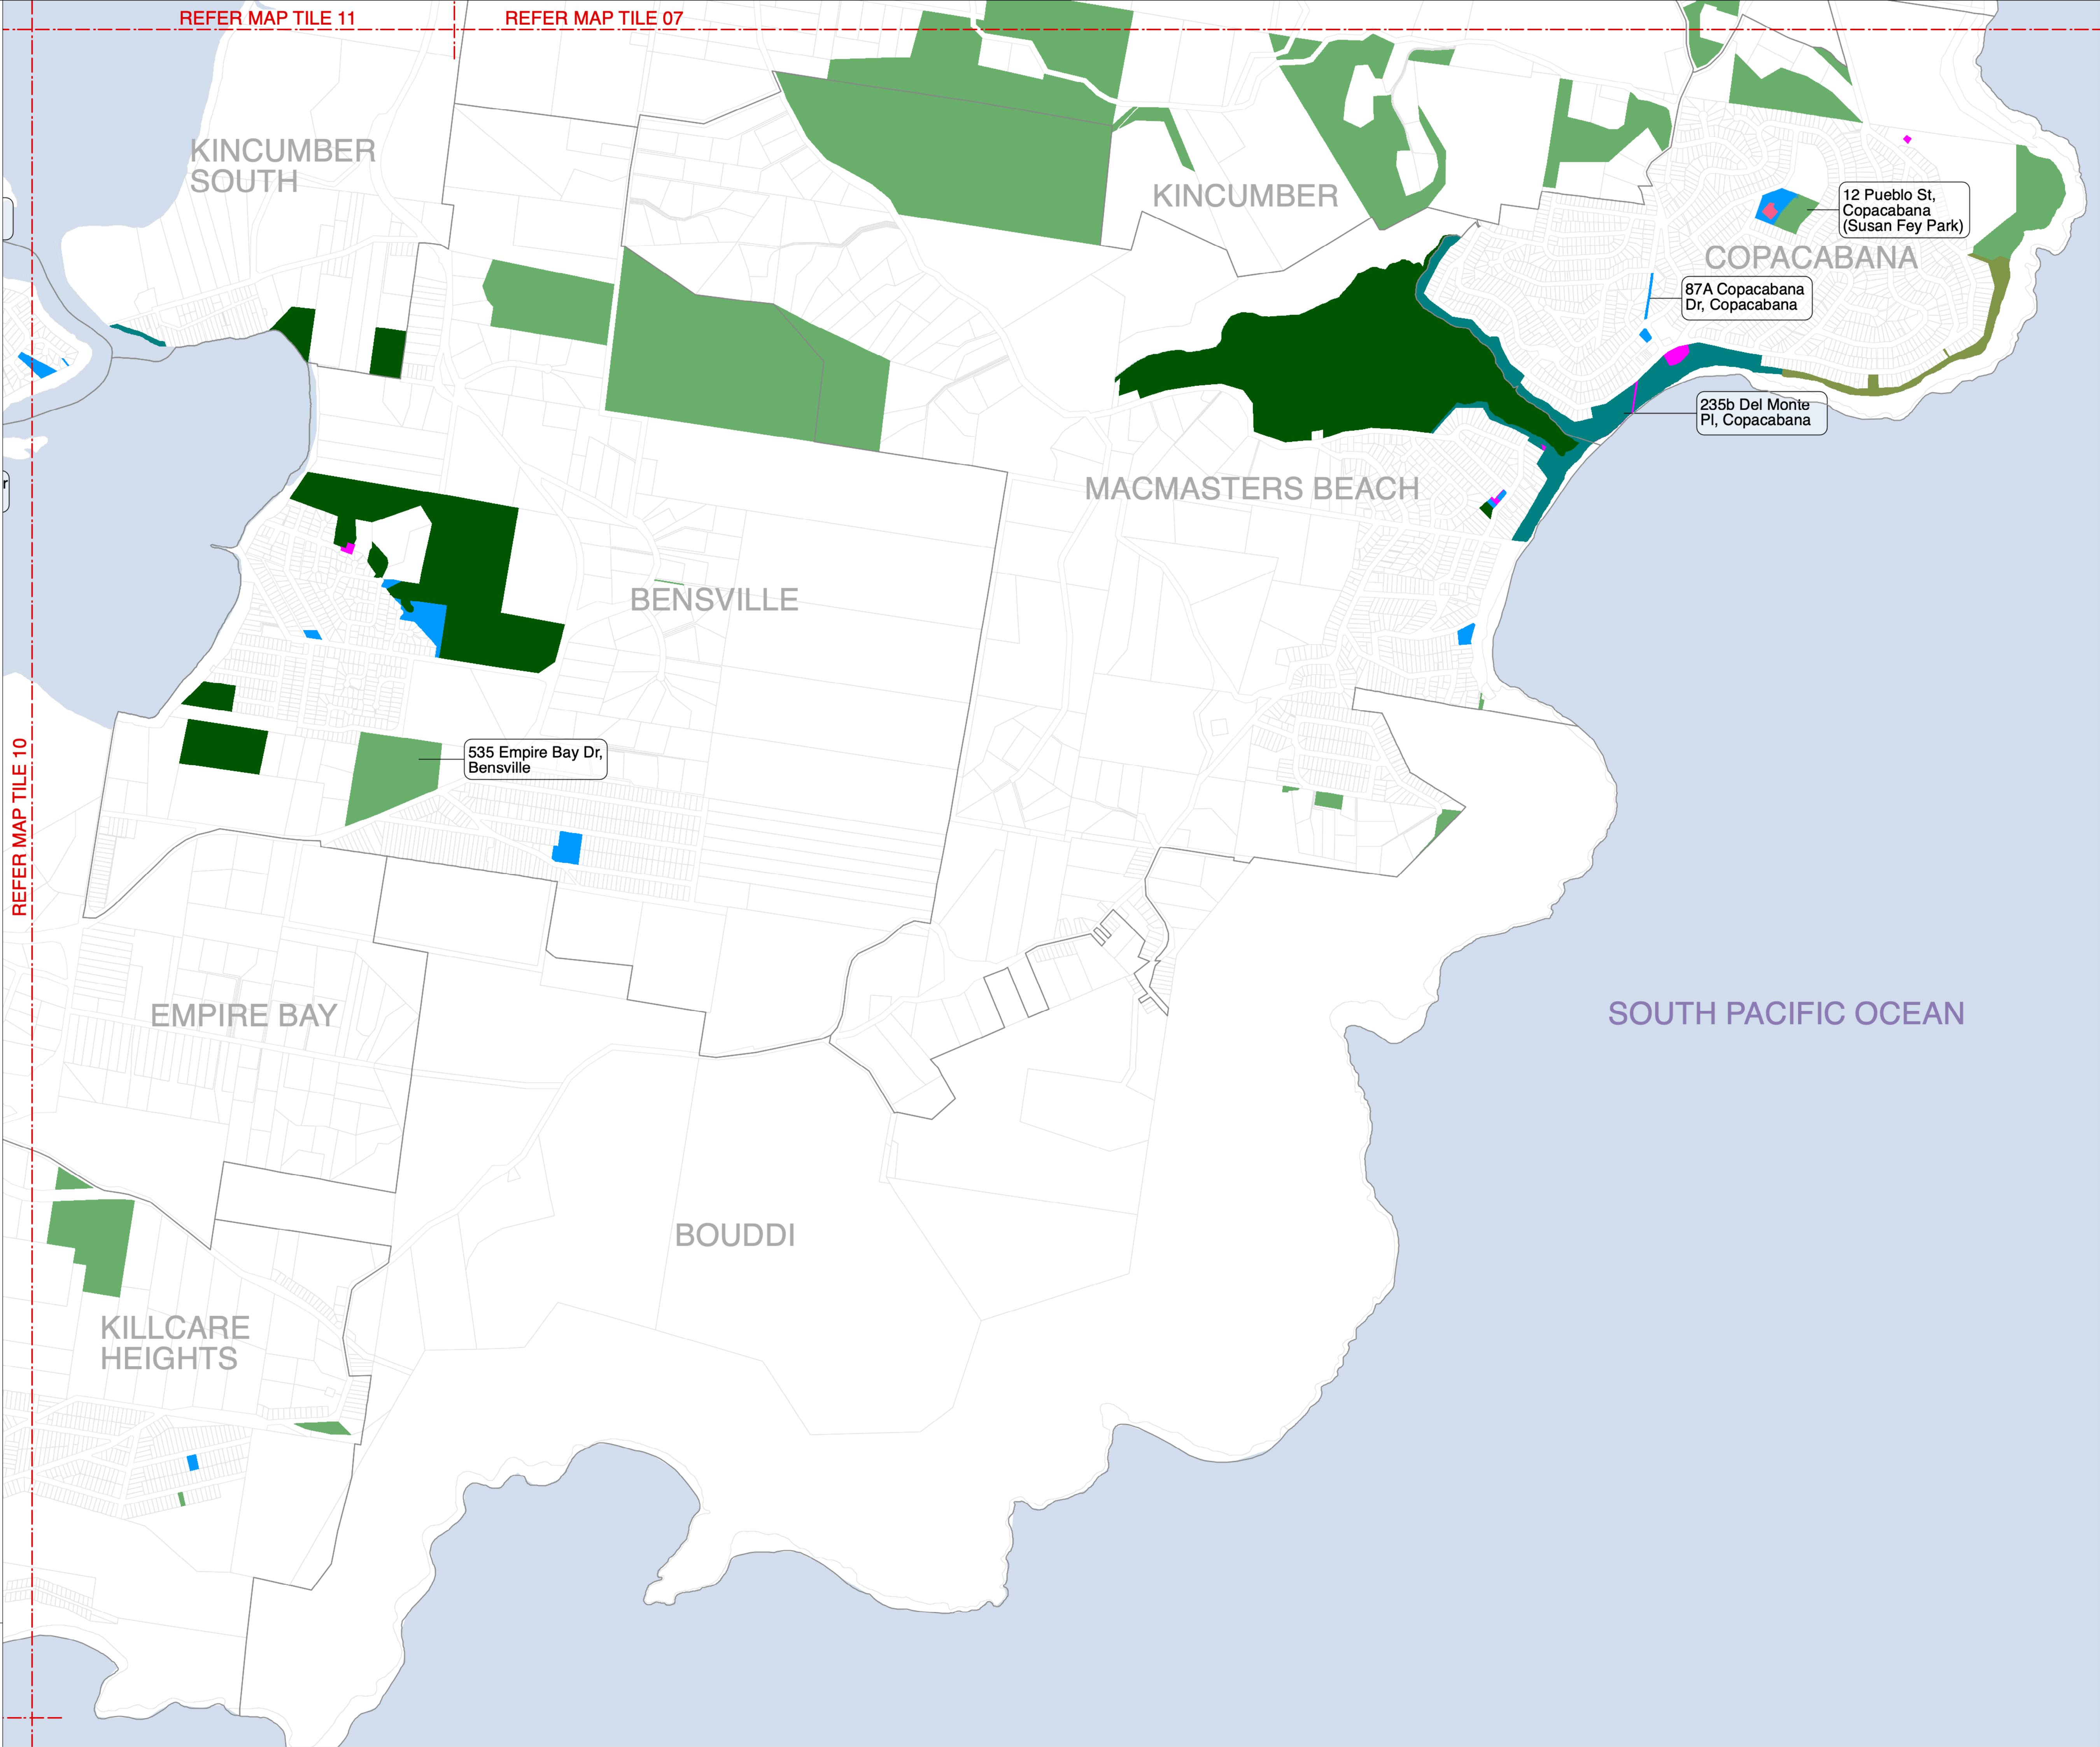 REFER MAP TILE 11
REFER MAP TILE 07
KINCUMBER
SOUTH
KINCUMBER
12 Pueblo St,
Copacabana
(Susan Fey Park)
COPACABANA
87A Copacabana
Dr, Copacabana
235b Del Monte
Pl, Copacabana
MACMASTERS BEACH
r
BENSVILLE
REFER MAP TILE 10
535 Empire Bay Dr,
Bensville
EMPIRE BAY
SOUTH PACIFIC OCEAN
BOUDDI
KILLCARE
HEIGHTS